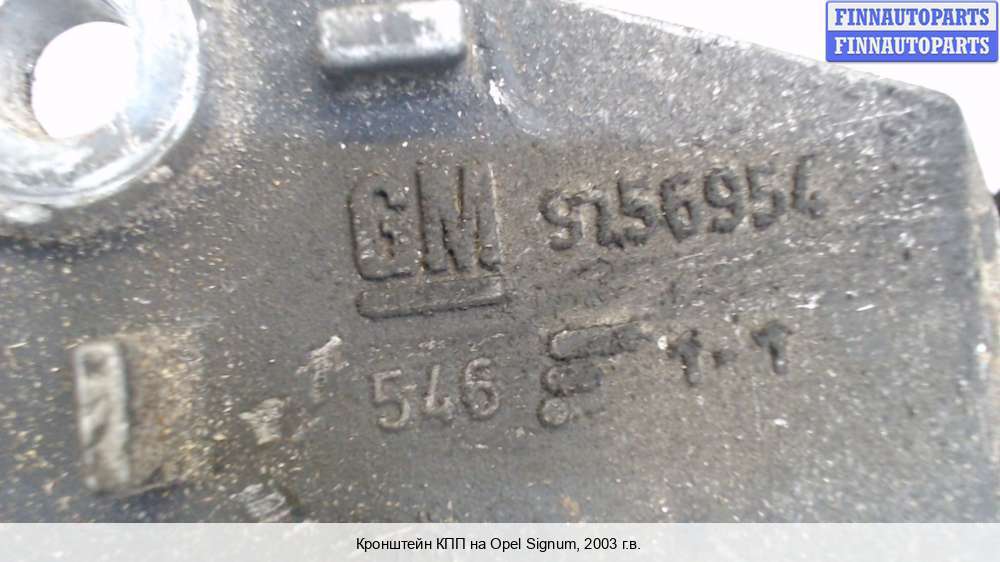 FINNAUTOPARTS
FINNAUTOPARTS
GM 9156954
546
Кронштейн КПП на Opel Signum, 2003 г.в.